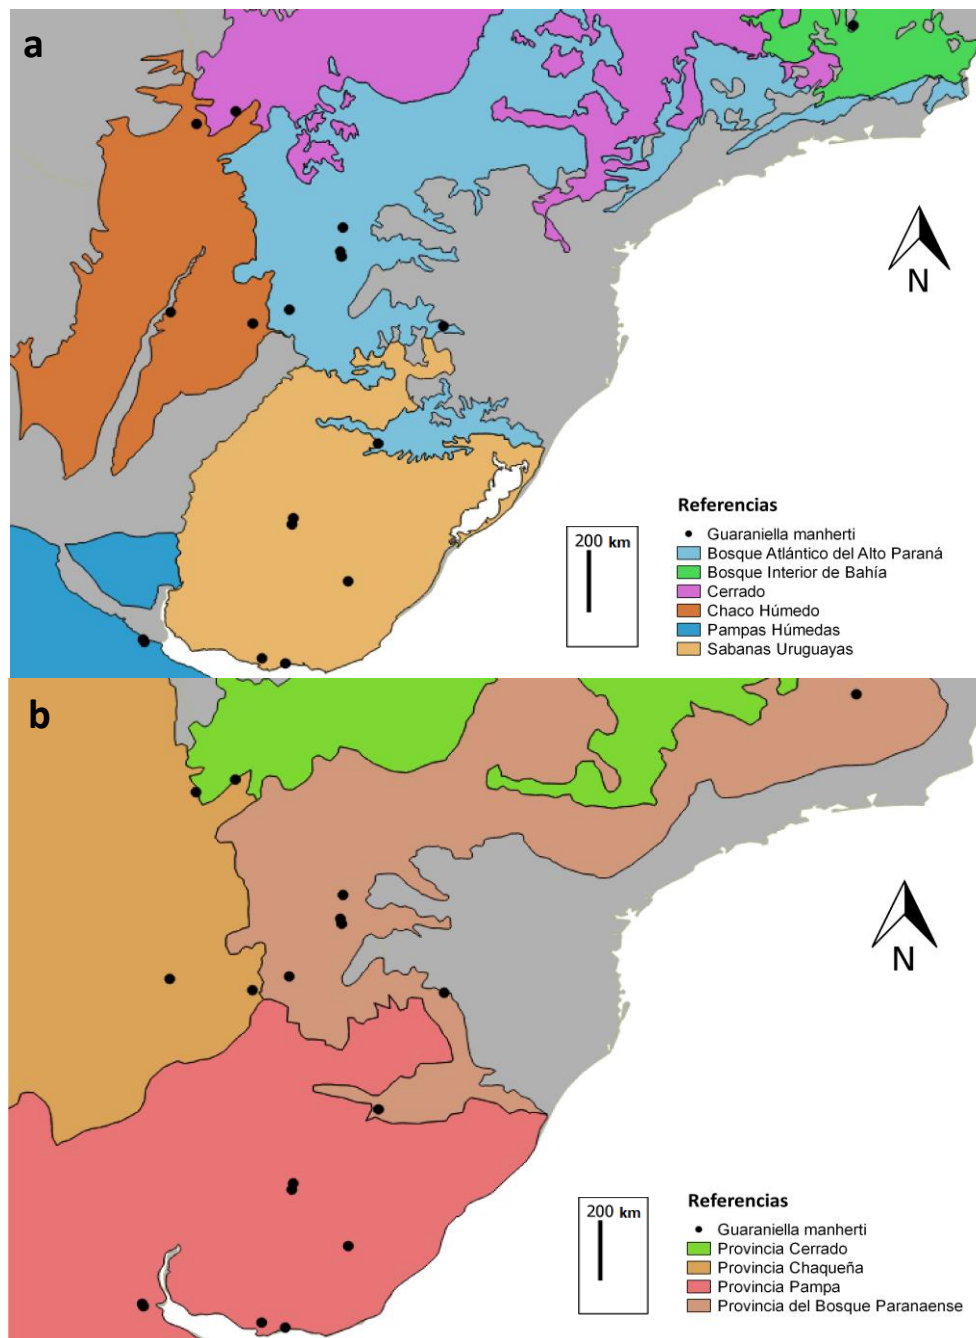 a
N
Referencias
Guaraniella manherti
Bosque Atlántico del Alto Paraná
Bosque Interior de Bahía
Cerrado
Chaco Húmedo
Pampas Húmedas
Sabanas Uruguayas
200 km
b
N
Referencias
Guaraniella manherti
Provincia Cerrado
Provincia Chaqueña
Provincia Pampa
Provincia del Bosque Paranaense
200 km